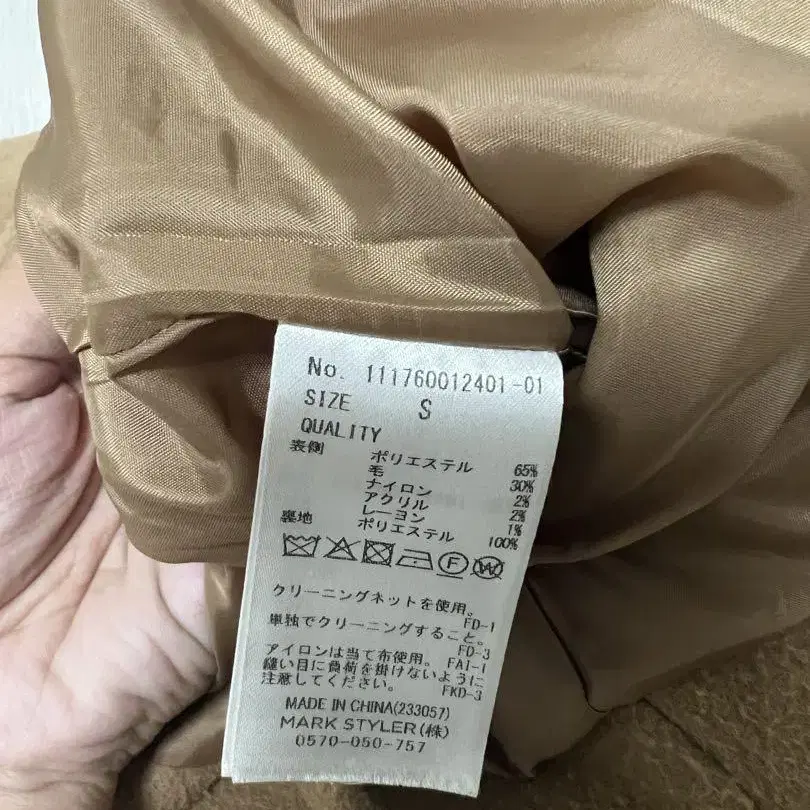 No. 111760012401-01
SIZE S
QUALITY
表側 ポリエステル 65%
毛 30%
ナイロン 2%
アクリル 2%
レーヨン 1%
裏地 ポリエステル 100%
F W
クリーニングネットを使用。
FD-1
単独でクリーニングすること。
FD-3
アイロンは当て布使用。 FAI-1
縫い目に負荷を掛けないように
注意してください。 FKD-3
MADE IN CHINA(233057)
MARK STYLER(株)
0570-050-757